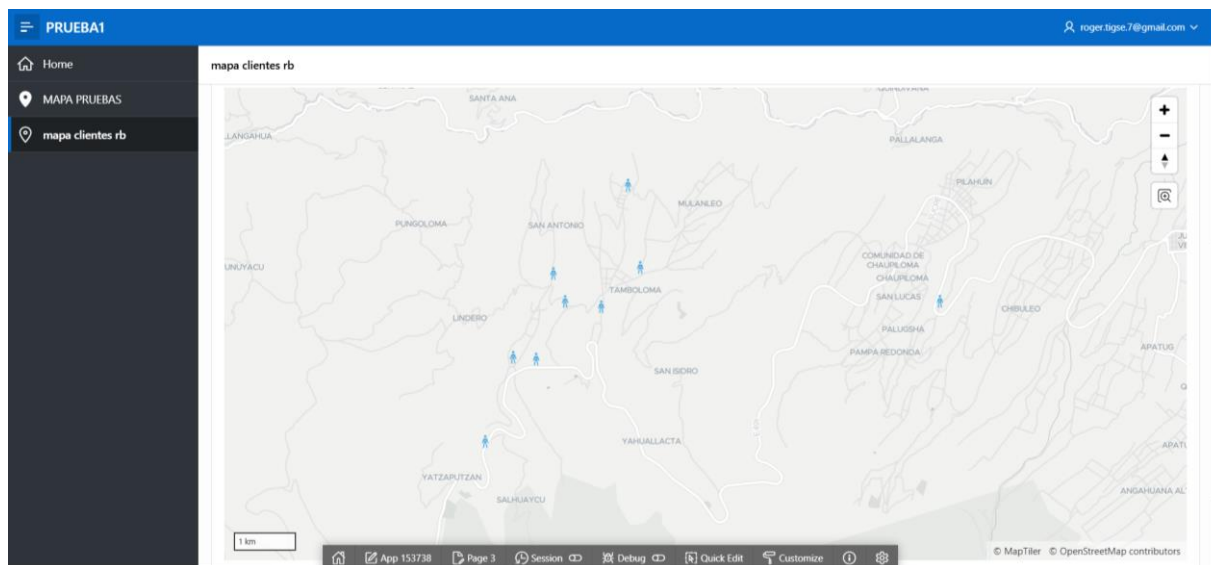 PRUEBA1
roger.tigse.7@gmail.com
Home
MAPA PRUEBAS
mapa clientes rb
mapa clientes rb
SANTA ANA
LLANGAHUA
PALLALANGA
PILAHUIN
MULANLEO
PUNGOLOMA
SAN ANTONIO
COMUNIDAD DE
CHAUPILOMA
CHAUPILOMA
UNUYACU
TAMBOLOMA
SAN LUCAS
CHIBULEO
LINDERO
PALUGSHA
PAMPA REDONDA
APATUG
SAN ISIDRO
YAHUALLACTA
APATU
YATZAPUTZAN
SALHUAYCU
ANGAHUANA AL
1 km
© MapTiler © OpenStreetMap contributors
App 153738 Page 3 Session Debug Quick Edit Customize